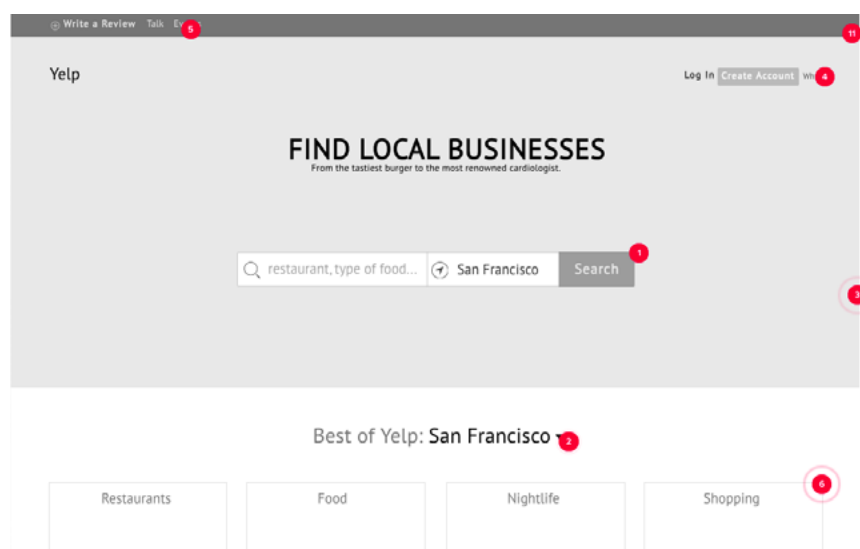 Write a Review Talk
5
11
Yelp
Log In Create Account
4
FIND LOCAL BUSINESSES
From the tastiest burger to the most renowned cardiologist.
1
restaurant, type of food... San Francisco Search
3
Best of Yelp: San Francisco
2
6
Restaurants Food Nightlife Shopping